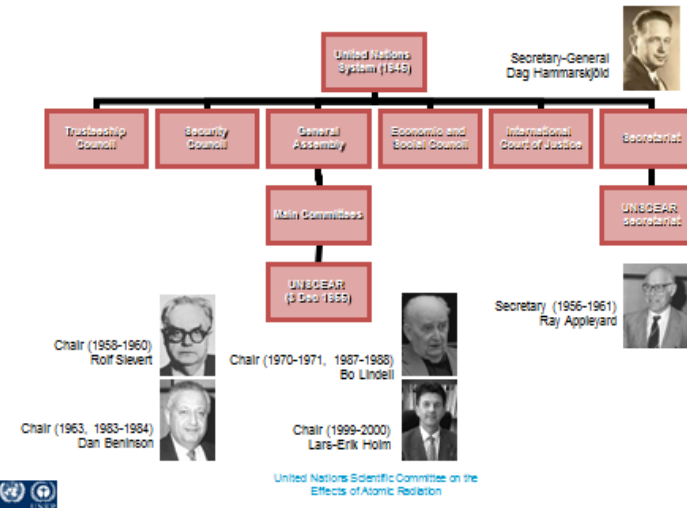 Secretary-General
Dag Hammarskjöld
United Nations
System (1945)
Trusteeship
Council
Security
Council
General
Assembly
Economic and
Social Council
International
Court of Justice
Secretariat
Main Committees
UNSCEAR
secretariat
UNSCEAR
(3 Dec 1955)
Secretary (1956-1961)
Ray Appleyard
Chair (1958-1960)
Rolf Sievert
Chair (1970-1971, 1987-1988)
Bo Lindell
Chair (1963, 1983-1984)
Dan Beninson
Chair (1999-2000)
Lars-Erik Holm
United Nations Scientific Committee on the
Effects of Atomic Radiation
UNEP